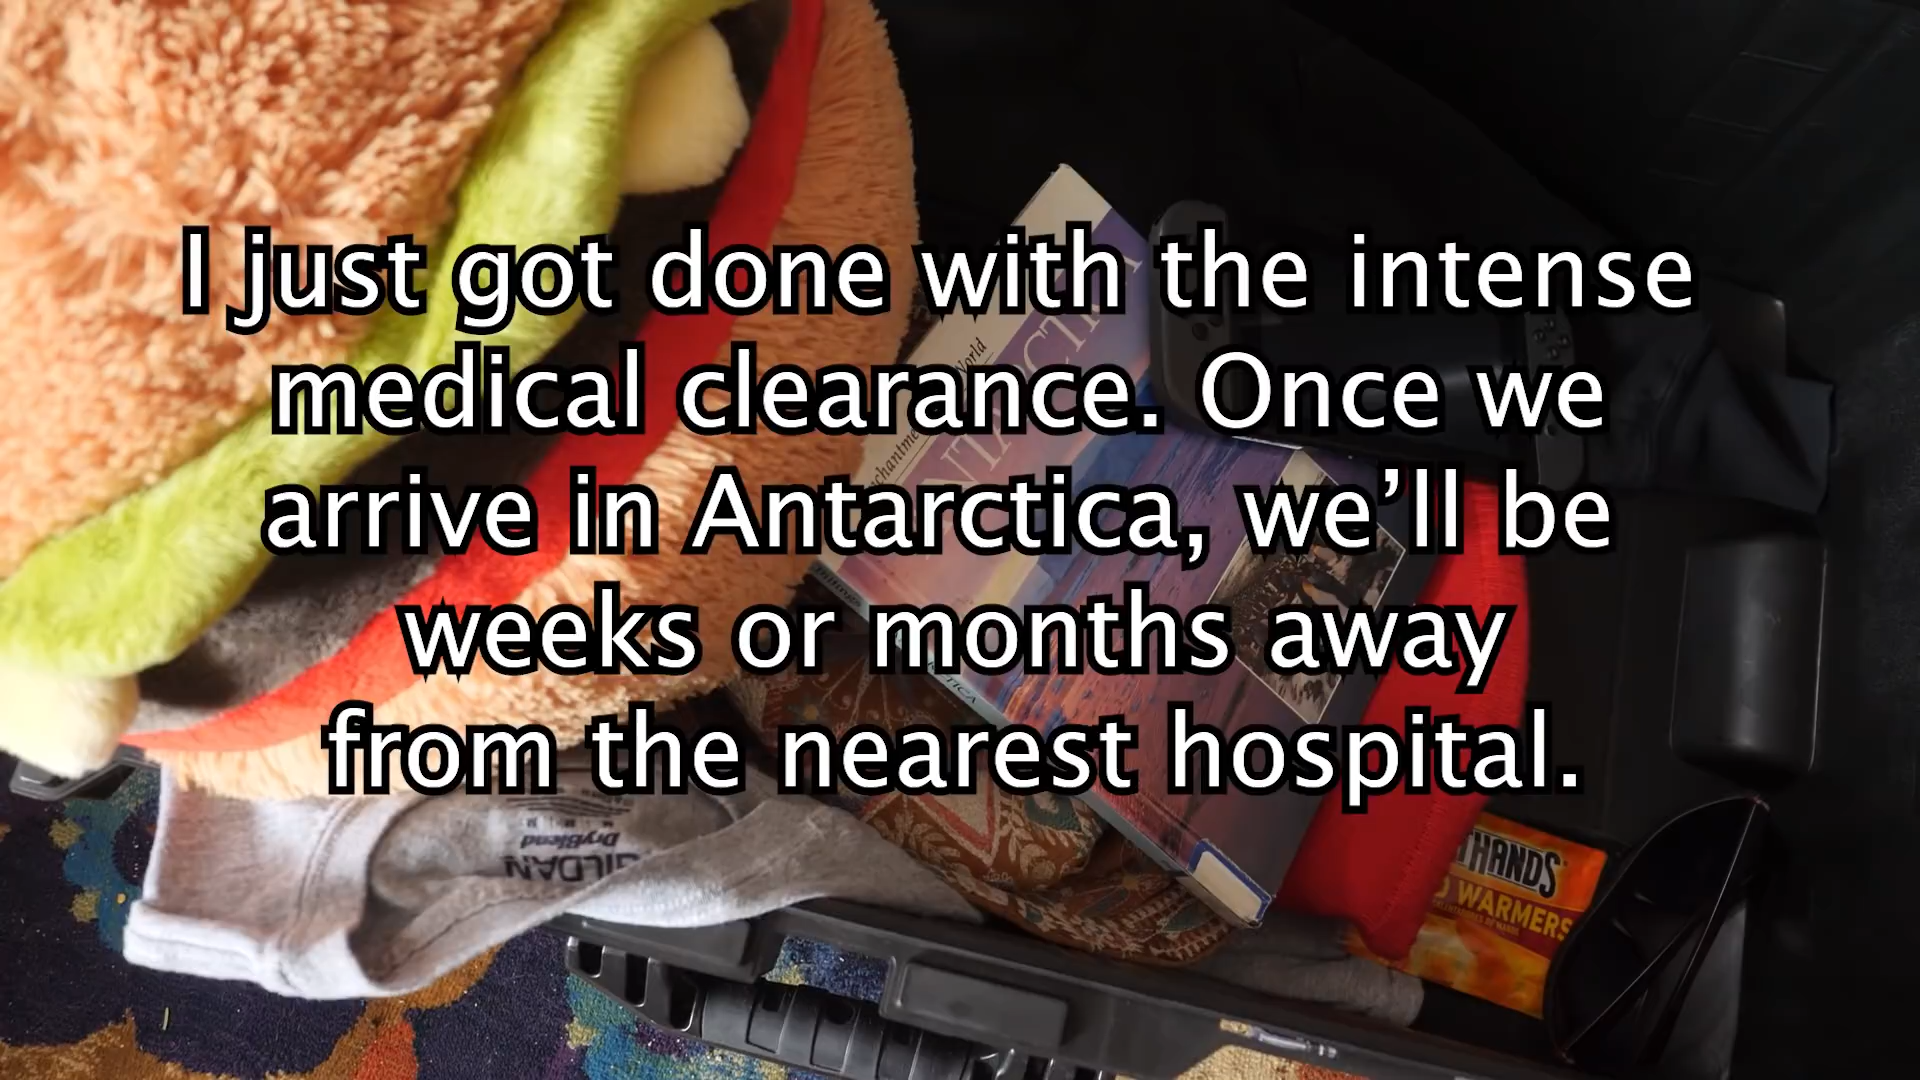 I just got done with the intense
medical clearance. Once we
arrive in Antarctica, we’ll be
weeks or months away
from the nearest hospital.
World
DryBlend
GILDAN
HANDS
WARMERS